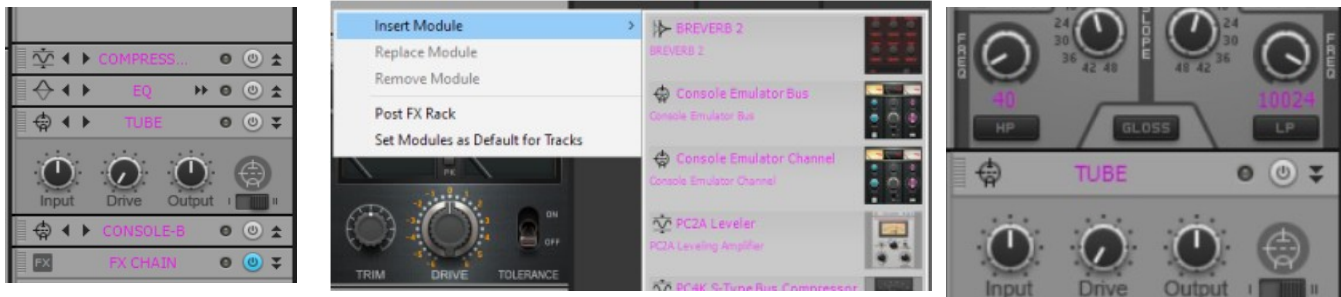 COMPRESS...
EQ
TUBE
Input Drive Output I II
CONSOLE-B
FX FX CHAIN
Insert Module
Replace Module
Remove Module
Post FX Rack
Set Modules as Default for Tracks
PK
ON
OFF
TRIM DRIVE TOLERANCE
BREVERB 2
BREVERB 2
Console Emulator Bus
Console Emulator Bus
Console Emulator Channel
Console Emulator Channel
PC2A Leveler
PC2A Leveling Amplifier
PC4K S-Type Bus Compressor
FREQ
24
30
36
42 48
SLOPE
24
30
36
48 42
FREQ
40
10024
HP
GLOSS
LP
TUBE
Input Drive Output I II